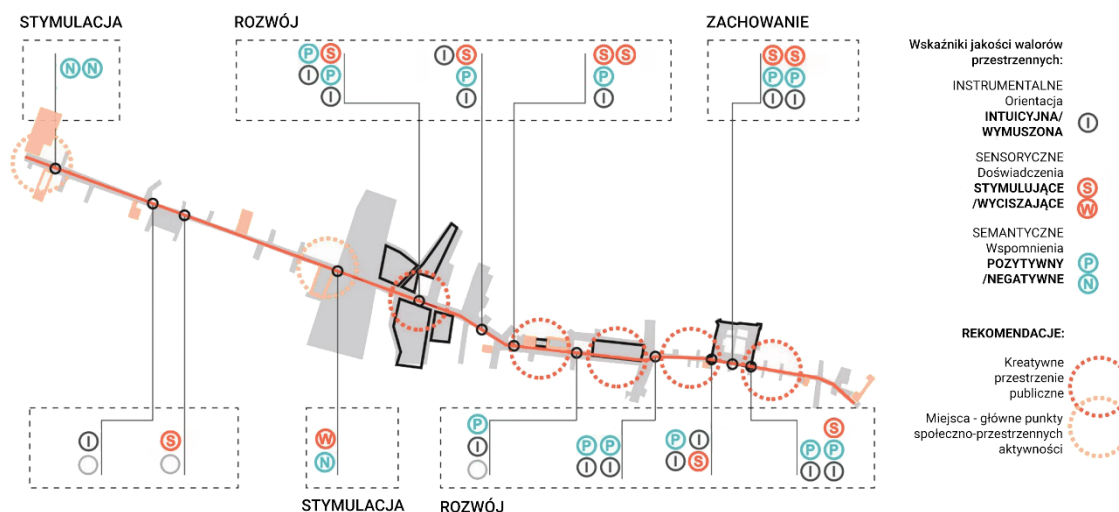 STYMULACJA
ROZWÓJ
ZACHOWANIE
N N
P S
I P
I
I S
P
I
S S
P
I
S S
P P
I I
Wskaźniki jakości walorów
przestrzennych:
INSTRUMENTALNE
Orientacja
INTUICYJNA/
WYMUSZONA
I
SENSORYCZNE
Doświadczenia
STYMULUJĄCE
/WYCISZAJĄCE
S
W
SEMANTYCZNE
Wspomnienia
POZYTYWNY
/NEGATYWNE
P
N
REKOMENDACJE:
Kreatywne
przestrzenie
publiczne
Miejsca - główne punkty
społeczno-przestrzennych
aktywności
I
S
W
N
P
I
P P
I I
P I
I S
S
P P
I I
STYMULACJA
ROZWÓJ